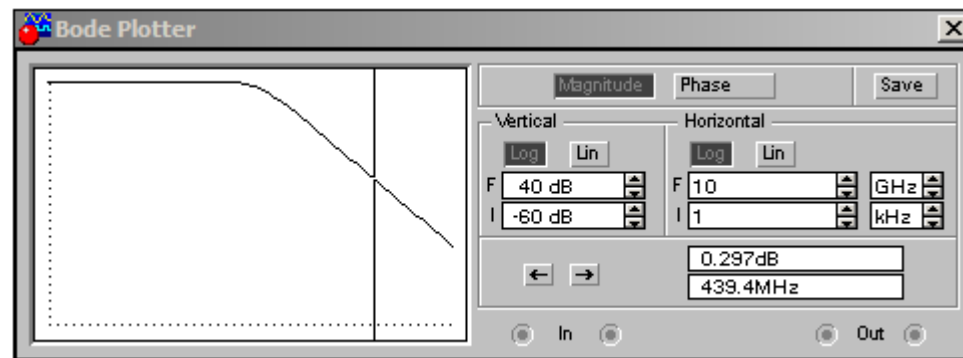 Bode Plotter
Magnitude Phase Save
Vertical Horizontal
Log Lin Log Lin
F 40 dB F 10 GHz
I -60 dB I 1 kHz
0.297dB
439.4MHz
In Out